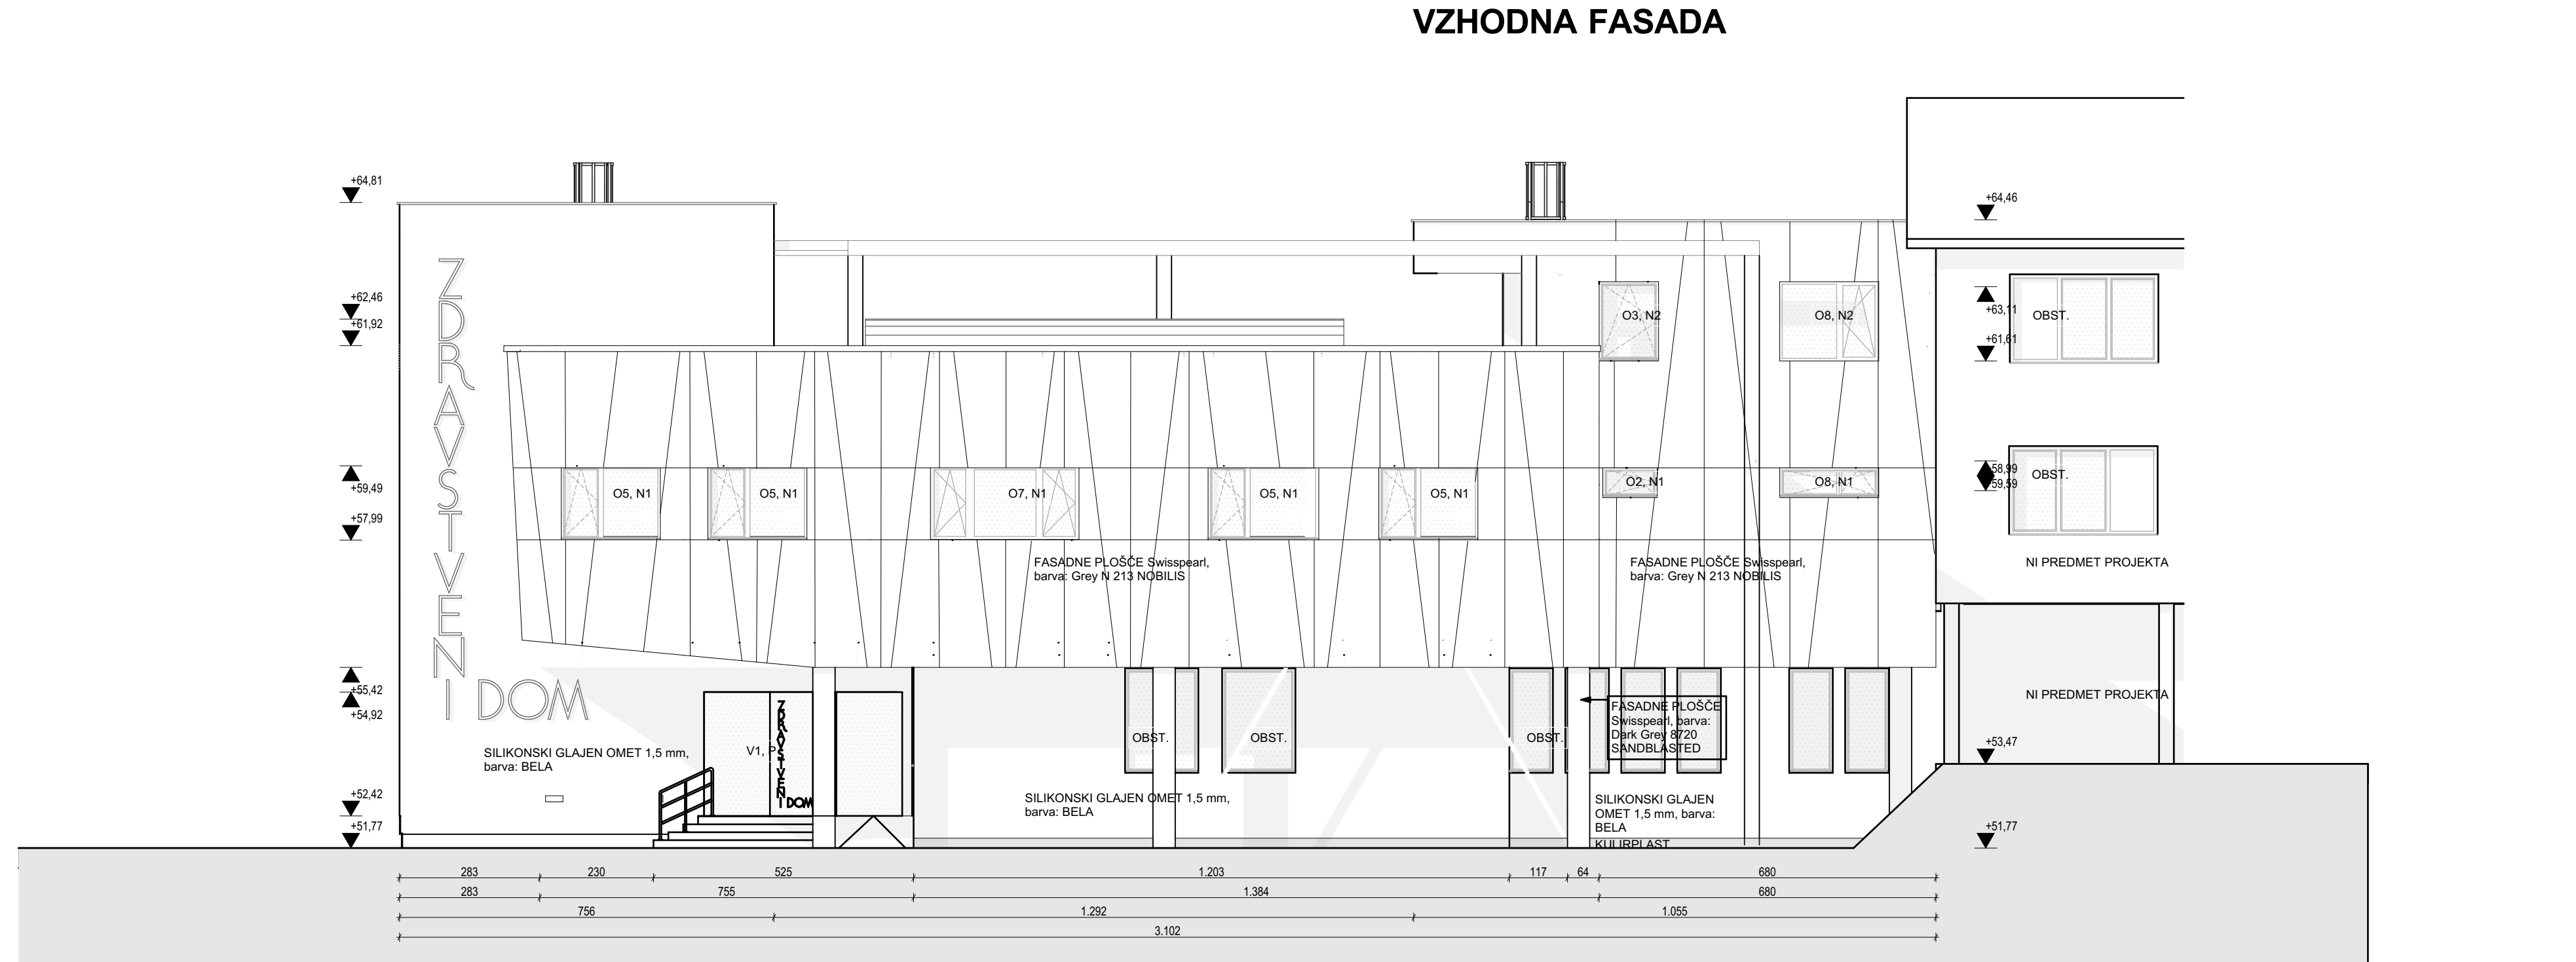 VZHODNA FASADA
+64,81
+62,46
+61,92
+59,49
+57,99
+55,42
+54,92
+52,42
+51,77
ZDRAVSTVENI DOM
+64,46
+63,11
+61,61
+58,99
+59,59
+53,47
+51,77
O3, N2
O8, N2
OBST.
O5, N1
O5, N1
O7, N1
O5, N1
O5, N1
O2, N1
O8, N1
OBST.
FASADNE PLOŠČE Swisspearl,
barva: Grey N 213 NOBILIS
FASADNE PLOŠČE Swisspearl,
barva: Grey N 213 NOBILIS
NI PREDMET PROJEKTA
NI PREDMET PROJEKTA
SILIKONSKI GLAJEN OMET 1,5 mm,
barva: BELA
V1, P
ZDRAVSTVENI DOM
OBST.
OBST.
OBST.
FASADNE PLOŠČE
Swisspearl, barva:
Dark Grey 8720
SANDBLASTED
SILIKONSKI GLAJEN OMET 1,5 mm,
barva: BELA
SILIKONSKI GLAJEN
OMET 1,5 mm, barva:
BELA
KULIRPLAST
283 230 525 1.203 117 64 680
283 755 1.384 680
756 1.292 1.055
3.102